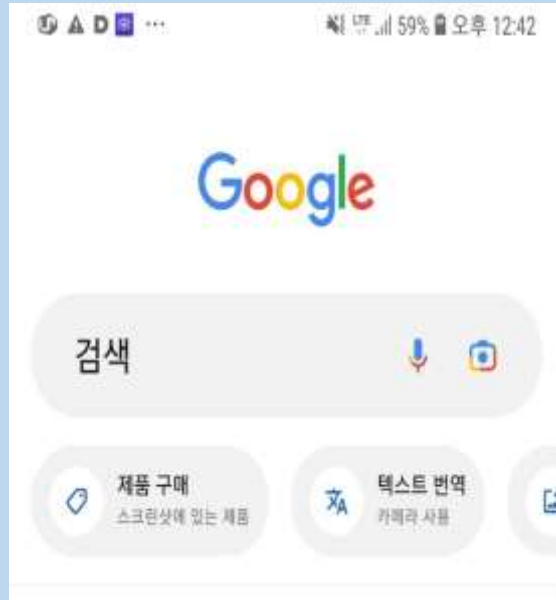 D ... LTE 59% 오후 12:42
Google
검색
제품 구매
스크린샷에 있는 제품
텍스트 번역
카메라 사용